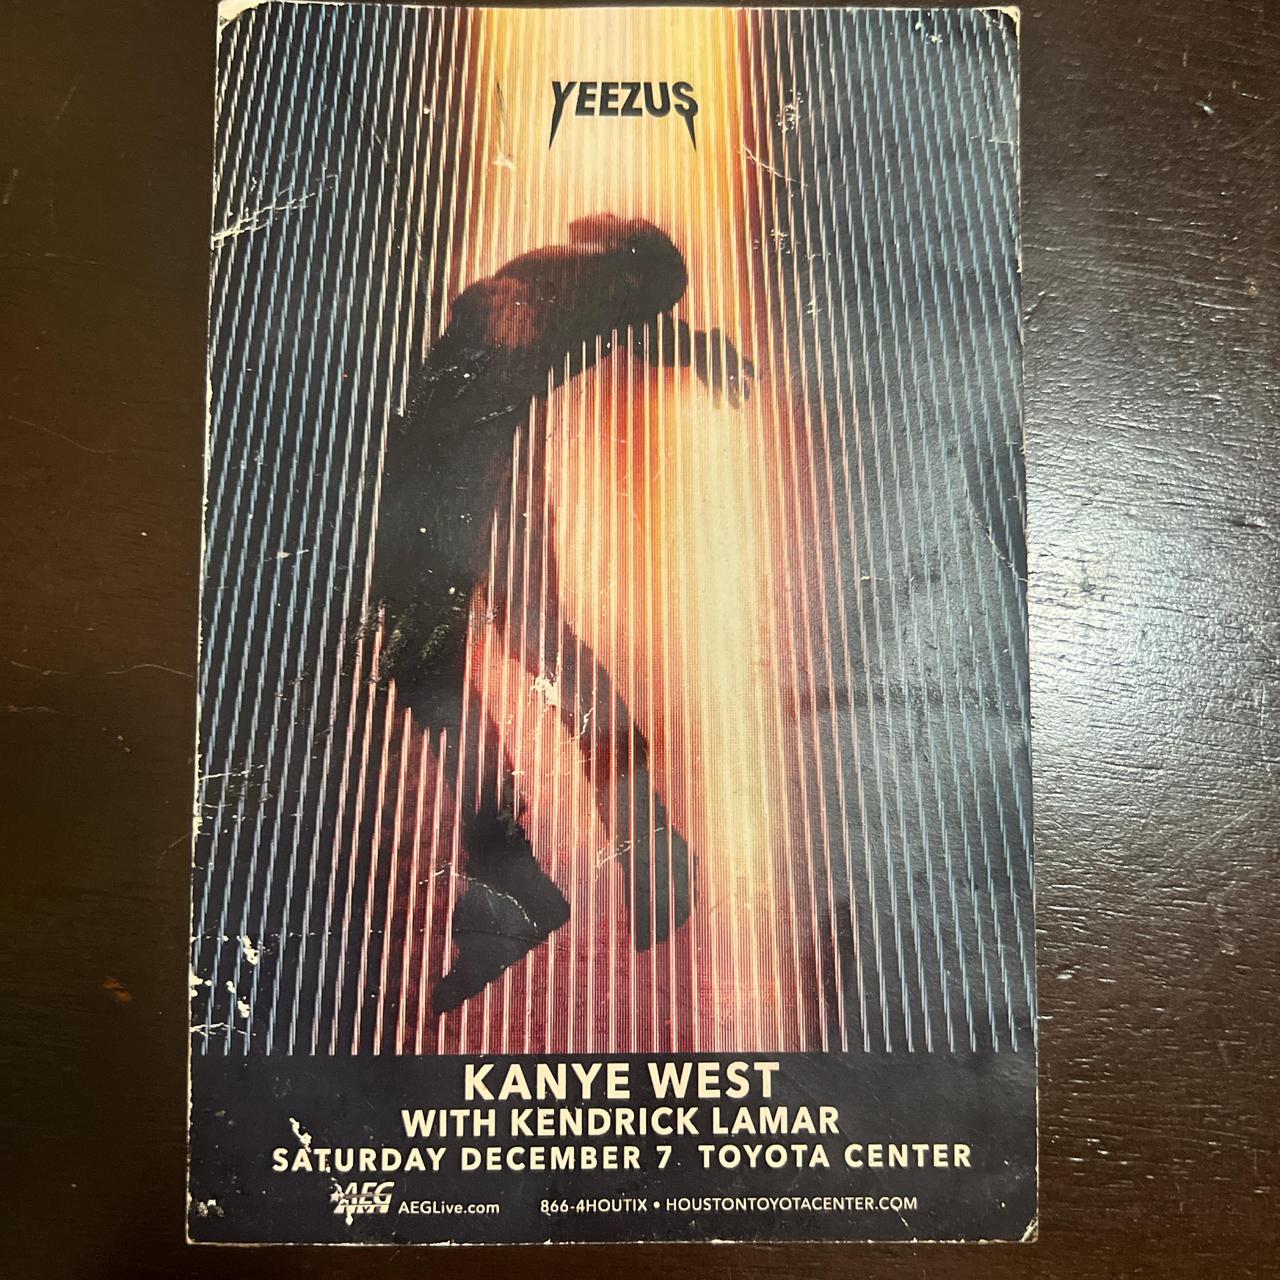 YEEZUS
KANYE WEST
WITH KENDRICK LAMAR
SATURDAY DECEMBER 7 TOYOTA CENTER
AEG AEGLive.com 866-4HOUTIX • HOUSTONTOYOTACENTER.COM